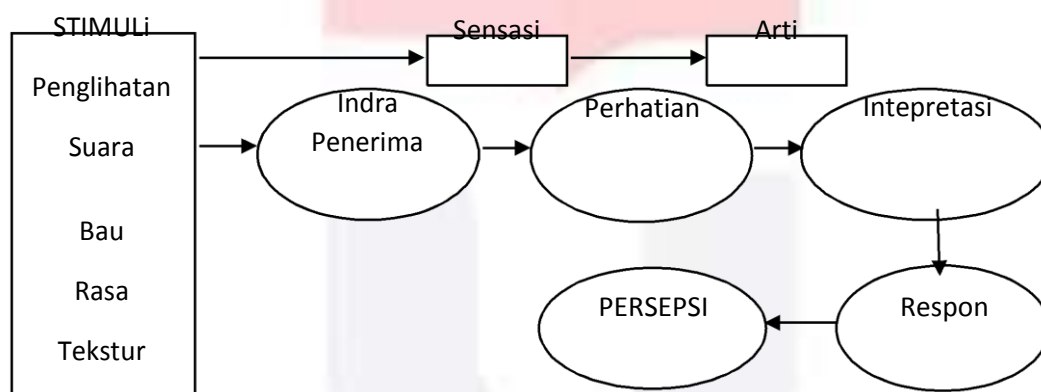 STIMULi
Penglihatan
Suara
Bau
Rasa
Tekstur
Sensasi
Arti
Indra
Penerima
Perhatian
Intepretasi
Respon
PERSEPSI